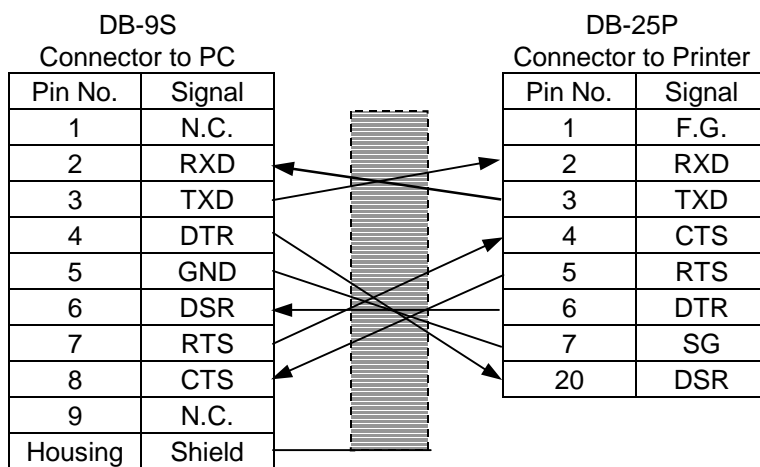 DB-9S DB-25P
Connector to PC Connector to Printer
Pin No. Signal Pin No. Signal
1 N.C. 1 F.G.
2 RXD 2 RXD
3 TXD 3 TXD
4 DTR 4 CTS
5 GND 5 RTS
6 DSR 6 DTR
7 RTS 7 SG
8 CTS 20 DSR
9 N.C.
Housing Shield